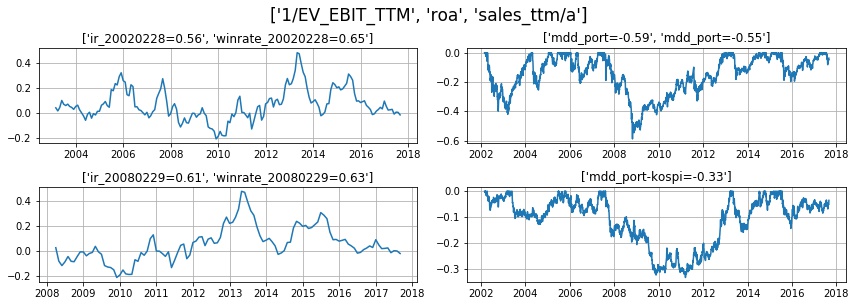 ['1/EV_EBIT_TTM', 'roa', 'sales_ttm/a']
['ir_20020228=0.56', 'winrate_20020228=0.65']
0.4
0.2
0.0
−0.2
2004 2006 2008 2010 2012 2014 2016 2018
['mdd_port=-0.59', 'mdd_port=-0.55']
0.0
−0.2
−0.4
−0.6
2002 2004 2006 2008 2010 2012 2014 2016 2018
['ir_20080229=0.61', 'winrate_20080229=0.63']
0.4
0.2
0.0
−0.2
2008 2009 2010 2011 2012 2013 2014 2015 2016 2017 2018
['mdd_port-kospi=-0.33']
0.0
−0.1
−0.2
−0.3
2002 2004 2006 2008 2010 2012 2014 2016 2018